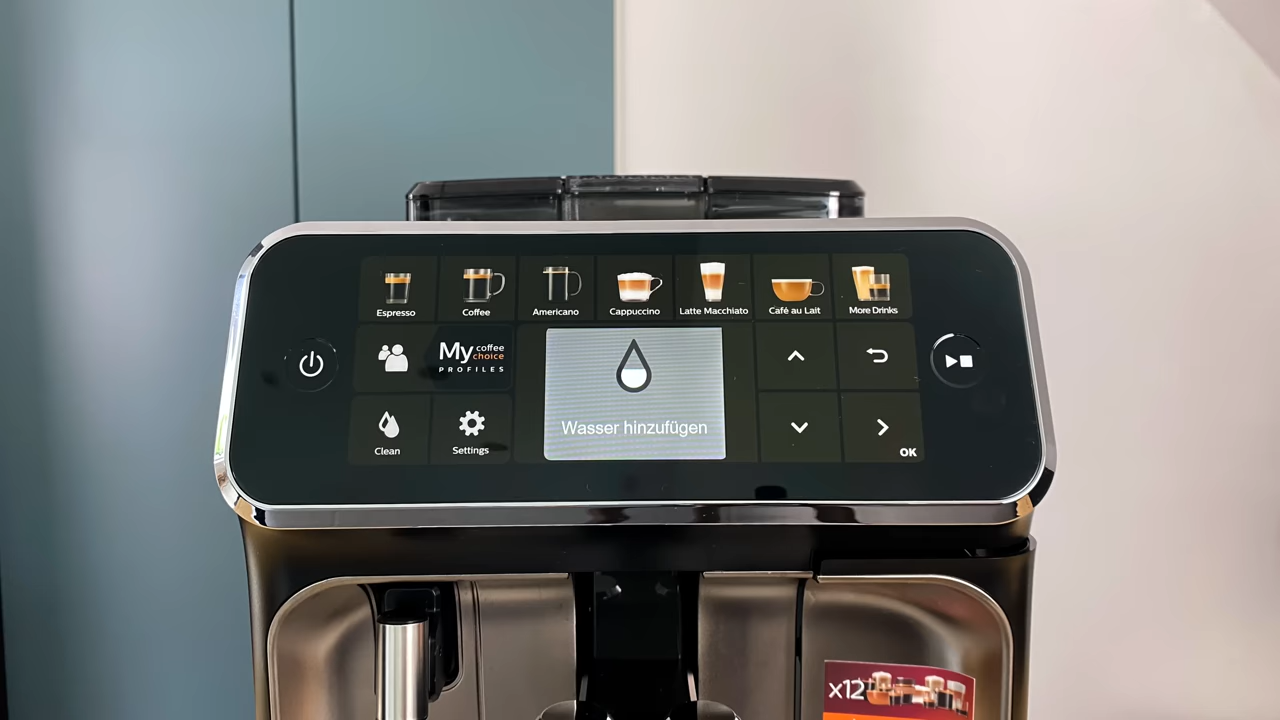 Espresso
Coffee
Americano
Cappuccino
Latte Macchiato
Café au Lait
More Drinks
My coffee choice
PROFILES
Wasser hinzufügen
Clean
Settings
OK
x12